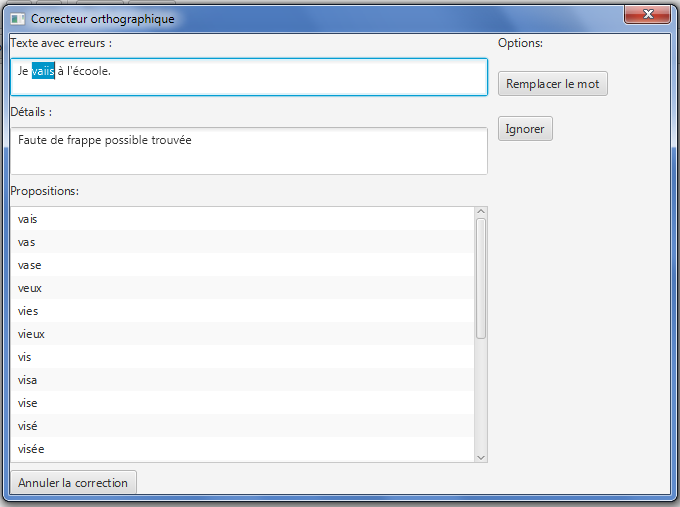 Correcteur orthographique
Texte avec erreurs :
Options:
Je vaiis à l'écoole.
Remplacer le mot
Détails :
Ignorer
Faute de frappe possible trouvée
Propositions:
vais
vas
vase
veux
vies
vieux
vis
visa
vise
visé
visée
Annuler la correction